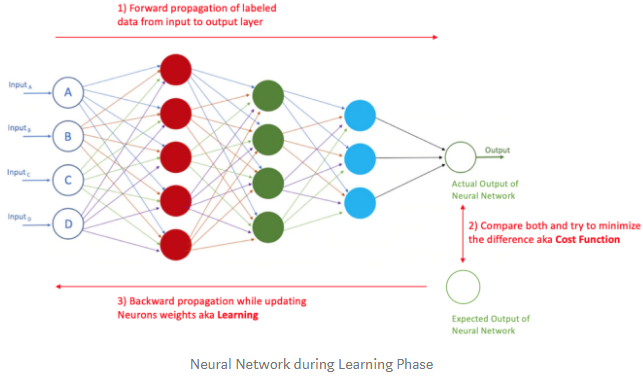 1) Forward propagation of labeled
data from input to output layer
Input A
A
Input B
B
Input C
C
Input D
D
Output
Actual Output of
Neural Network
2) Compare both and try to minimize
the difference aka Cost Function
3) Backward propagation while updating
Neurons weights aka Learning
Expected Output of
Neural Network
Neural Network during Learning Phase